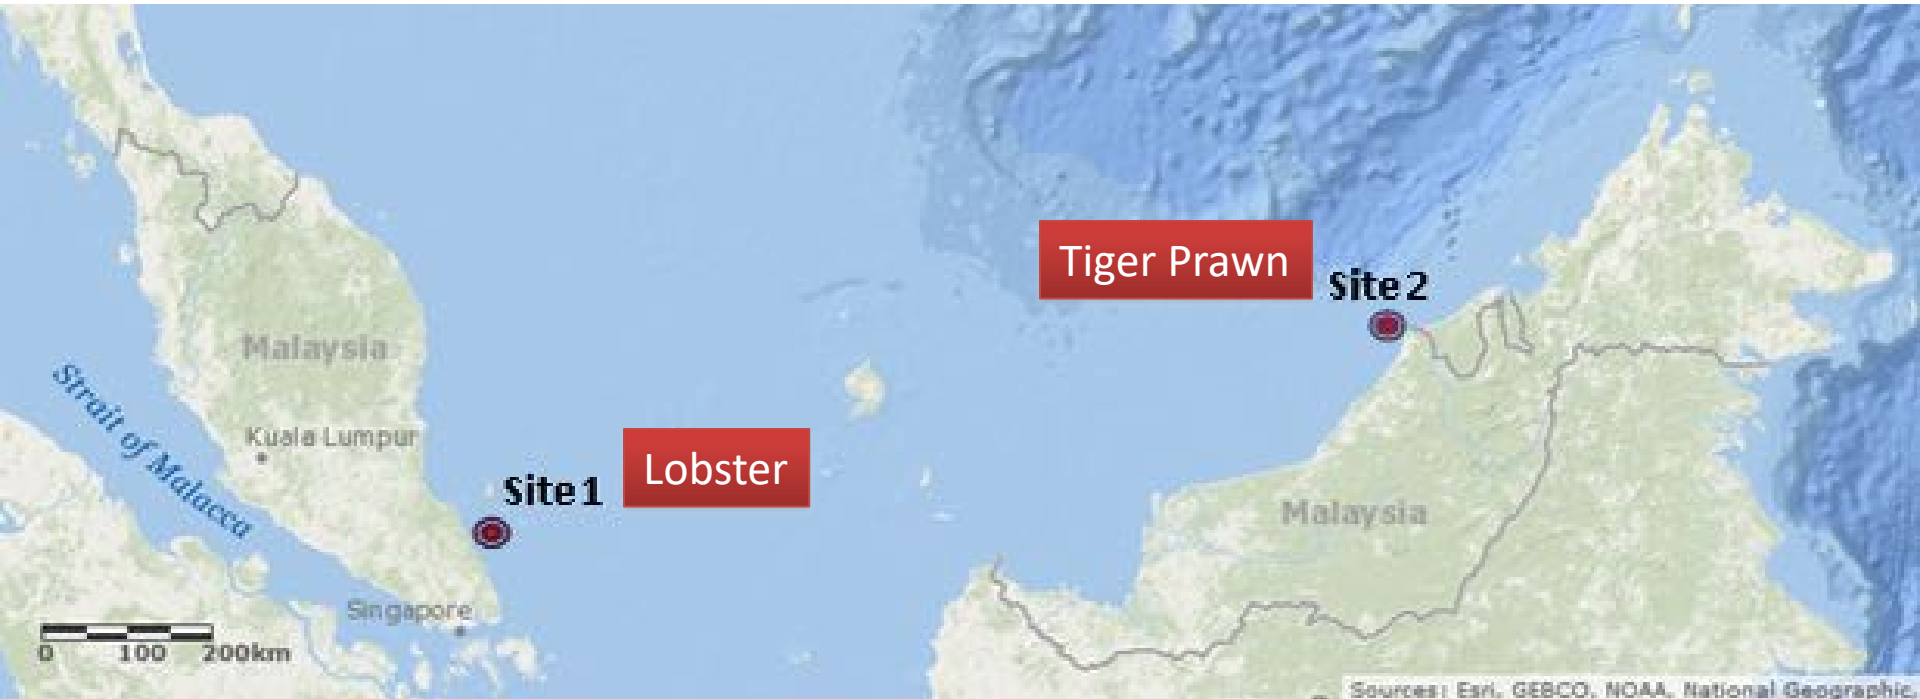 Tiger Prawn
Site 2
Malaysia
Strait of Malacca
Kuala Lumpur
Lobster
Site 1
Malaysia
Singapore
0 100 200km
Sources: Esri, GEBCO, NOAA, National Geographic,